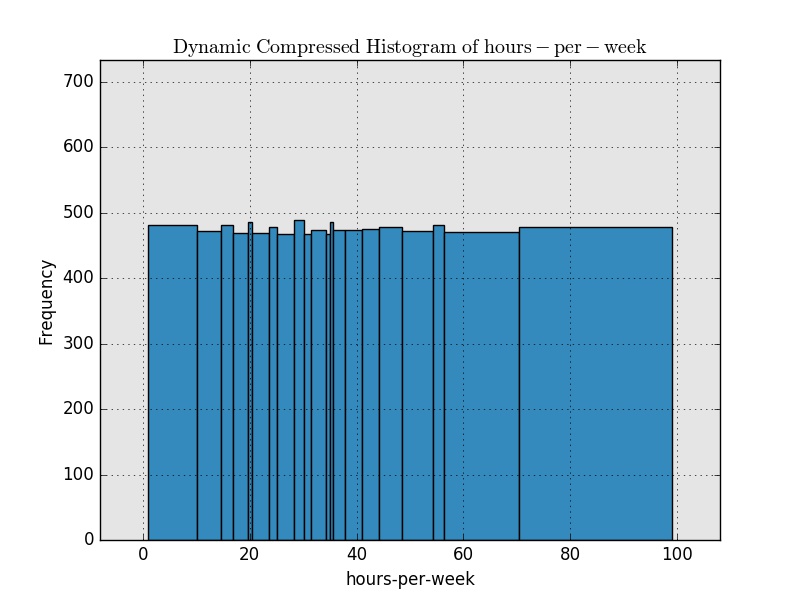 Dynamic Compressed Histogram of hours − per − week
700
600
500
400
300
200
100
0
Frequency
0 20 40 60 80 100
hours-per-week